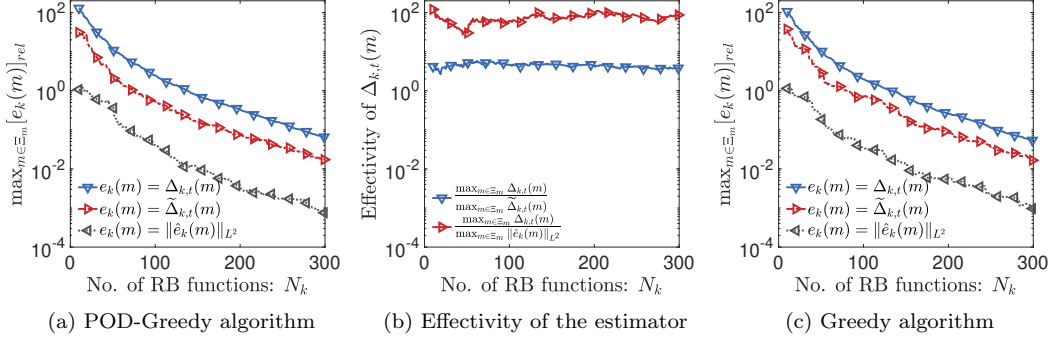 max_{m∈Ξ_m}[e_k(m)]_{rel}
10^2
10^0
10^{-2}
10^{-4}
e_k(m) = Δ_{k,t}(m)
e_k(m) = \widetilde{Δ}_{k,t}(m)
e_k(m) = ∥ê_k(m)∥_{L^2}
0 100 200 300
No. of RB functions: N_k
(a) POD-Greedy algorithm
Effectivity of Δ_{k,t}(m)
10^2
10^0
10^{-2}
10^{-4}
max_{m∈Ξ_m} Δ_{k,t}(m)
max_{m∈Ξ_m} \widetilde{Δ}_{k,t}(m)
max_{m∈Ξ_m} Δ_{k,t}(m)
max_{m∈Ξ_m} ∥ê_k(m)∥_{L^2}
0 100 200 300
No. of RB functions: N_k
(b) Effectivity of the estimator
max_{m∈Ξ_m}[e_k(m)]_{rel}
10^2
10^0
10^{-2}
10^{-4}
e_k(m) = Δ_{k,t}(m)
e_k(m) = \widetilde{Δ}_{k,t}(m)
e_k(m) = ∥ê_k(m)∥_{L^2}
0 100 200 300
No. of RB functions: N_k
(c) Greedy algorithm